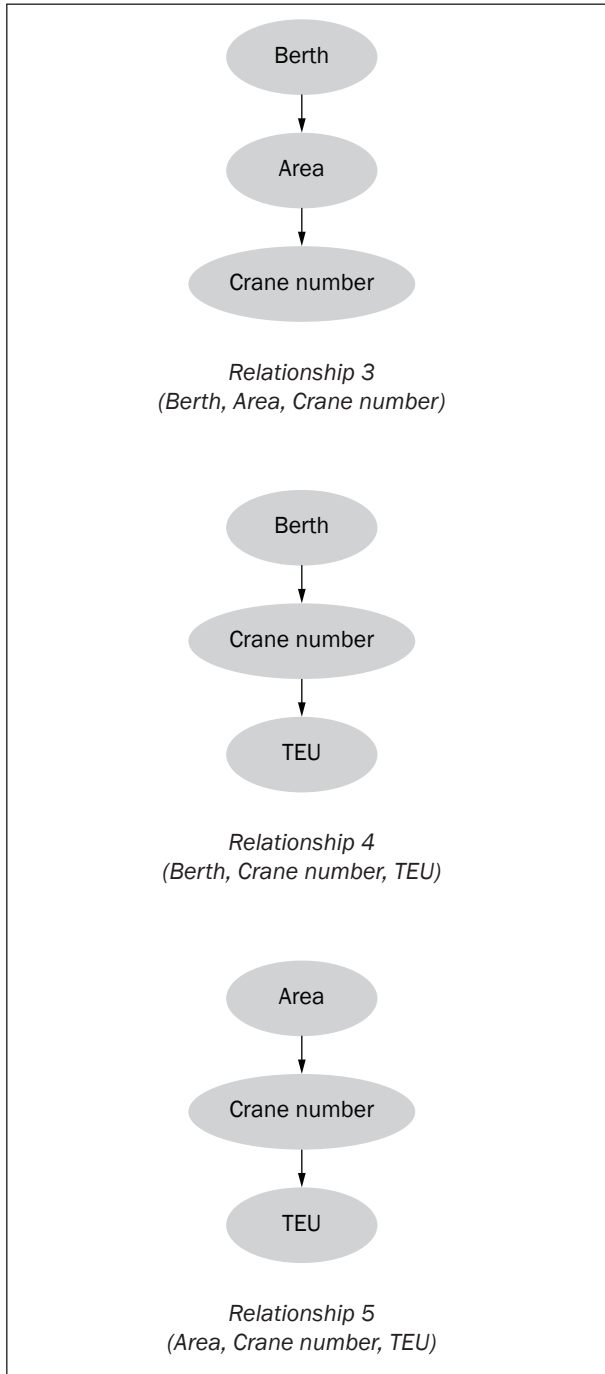 Berth
Area
Crane number
Relationship 3
(Berth, Area, Crane number)
Berth
Crane number
TEU
Relationship 4
(Berth, Crane number, TEU)
Area
Crane number
TEU
Relationship 5
(Area, Crane number, TEU)